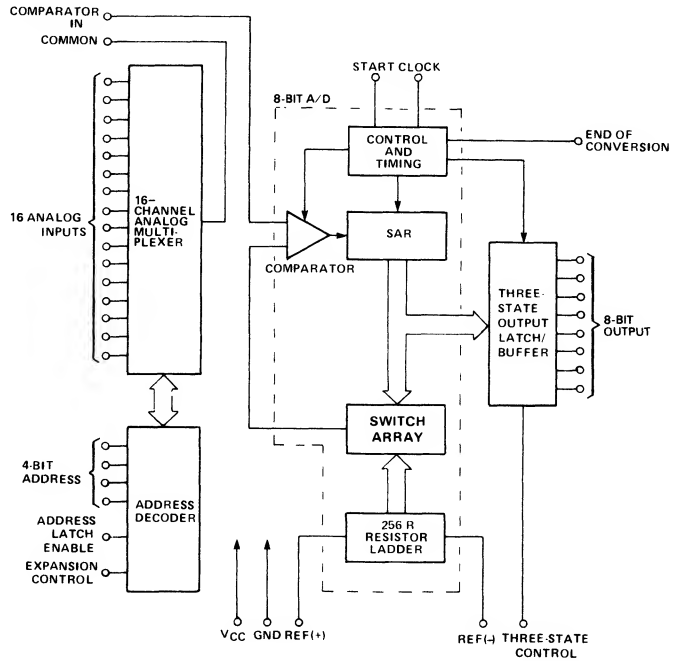 COMPARATOR
IN
COMMON
START CLOCK
8-BIT A/D
CONTROL
AND
TIMING
END OF
CONVERSION
16 ANALOG
INPUTS
16-
CHANNEL
ANALOG
MULTI-
PLEXER
SAR
COMPARATOR
THREE-
STATE
OUTPUT
LATCH/
BUFFER
8-BIT
OUTPUT
SWITCH
ARRAY
4-BIT
ADDRESS
ADDRESS
LATCH
ENABLE
EXPANSION
CONTROL
ADDRESS
DECODER
256 R
RESISTOR
LADDER
VCC GND REF(+)
REF(-) THREE-STATE
CONTROL